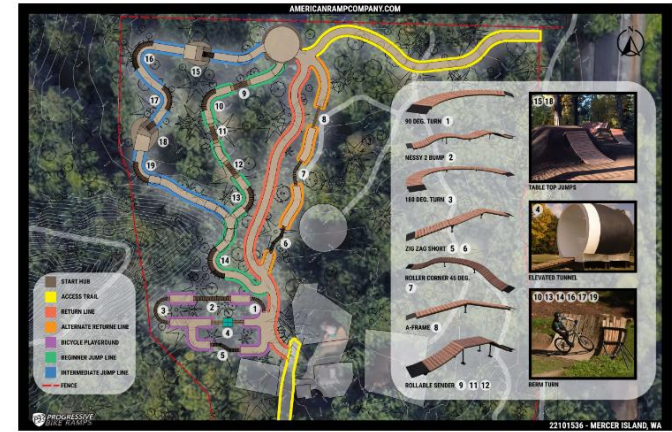 AMERICANRAMPCOMPANY.COM
N
16
15
17
18
19
9
10
11
12
13
14
8
7
6
3
2
1
4
5
START HUB
ACCESS TRAIL
RETURN LINE
ALTERNATE RETURNE LINE
BICYCLE PLAYGROUND
BEGINNER JUMP LINE
INTERMEDIATE JUMP LINE
FENCE
90 DEG. TURN 1
NESSY 2 BUMP 2
180 DEG. TURN 3
ZIG ZAG SHORT 5 6
ROLLER CORNER 45 DEG.
7
A-FRAME 8
ROLLABLE BENDER 9 11 12
15 18
TABLE TOP JUMPS
4
ELEVATED TUNNEL
10 13 14 16 17 19
BERM TURN
PROGRESSIVE
BIKE RAMPS
22101536 - MERCER ISLAND, WA